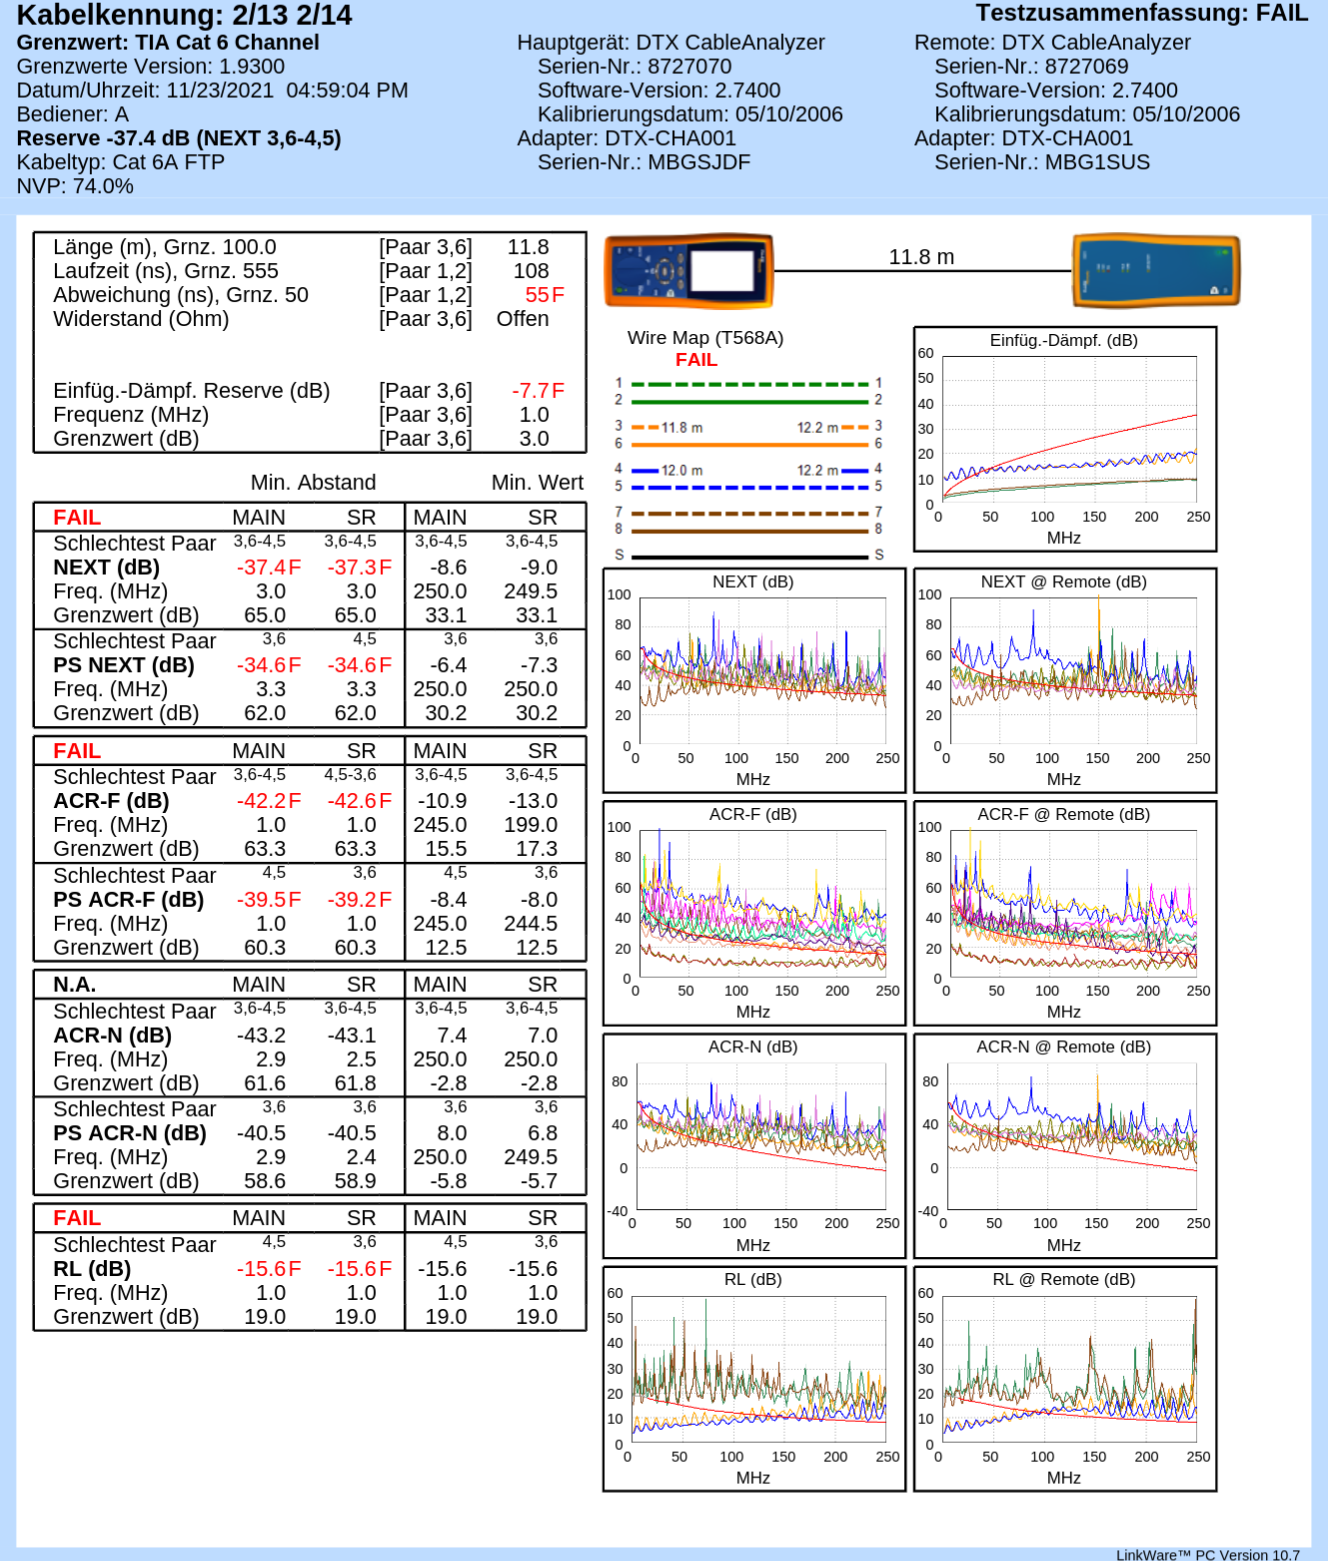 Kabelkennung: 2/13 2/14
Testzusammenfassung: FAIL
Grenzwert: TIA Cat 6 Channel
Grenzwerte Version: 1.9300
Datum/Uhrzeit: 11/23/2021  04:59:04 PM
Bediener: A
Reserve -37.4 dB (NEXT 3,6-4,5)
Kabeltyp: Cat 6A FTP
NVP: 74.0%
Hauptgerät: DTX CableAnalyzer
Serien-Nr.: 8727070
Software-Version: 2.7400
Kalibrierungsdatum: 05/10/2006
Adapter: DTX-CHA001
Serien-Nr.: MBGSJDF
Remote: DTX CableAnalyzer
Serien-Nr.: 8727069
Software-Version: 2.7400
Kalibrierungsdatum: 05/10/2006
Adapter: DTX-CHA001
Serien-Nr.: MBG1SUS
Länge (m), Grnz. 100.0 [Paar 3,6] 11.8
Laufzeit (ns), Grnz. 555 [Paar 1,2] 108
Abweichung (ns), Grnz. 50 [Paar 1,2] 55 F
Widerstand (Ohm) [Paar 3,6] Offen
Einfüg.-Dämpf. Reserve (dB) [Paar 3,6] -7.7 F
Frequenz (MHz) [Paar 3,6] 1.0
Grenzwert (dB) [Paar 3,6] 3.0
Min. Abstand Min. Wert
FAIL MAIN SR MAIN SR
Schlechtest Paar 3,6-4,5 3,6-4,5 3,6-4,5 3,6-4,5
NEXT (dB) -37.4 F -37.3 F -8.6 -9.0
Freq. (MHz) 3.0 3.0 250.0 249.5
Grenzwert (dB) 65.0 65.0 33.1 33.1
Schlechtest Paar 3,6 4,5 3,6 3,6
PS NEXT (dB) -34.6 F -34.6 F -6.4 -7.3
Freq. (MHz) 3.3 3.3 250.0 250.0
Grenzwert (dB) 62.0 62.0 30.2 30.2
FAIL MAIN SR MAIN SR
Schlechtest Paar 3,6-4,5 4,5-3,6 3,6-4,5 3,6-4,5
ACR-F (dB) -42.2 F -42.6 F -10.9 -13.0
Freq. (MHz) 1.0 1.0 245.0 199.0
Grenzwert (dB) 63.3 63.3 15.5 17.3
Schlechtest Paar 4,5 3,6 4,5 3,6
PS ACR-F (dB) -39.5 F -39.2 F -8.4 -8.0
Freq. (MHz) 1.0 1.0 245.0 244.5
Grenzwert (dB) 60.3 60.3 12.5 12.5
N.A. MAIN SR MAIN SR
Schlechtest Paar 3,6-4,5 3,6-4,5 3,6-4,5 3,6-4,5
ACR-N (dB) -43.2 -43.1 7.4 7.0
Freq. (MHz) 2.9 2.5 250.0 250.0
Grenzwert (dB) 61.6 61.8 -2.8 -2.8
Schlechtest Paar 3,6 3,6 3,6 3,6
PS ACR-N (dB) -40.5 -40.5 8.0 6.8
Freq. (MHz) 2.9 2.4 250.0 249.5
Grenzwert (dB) 58.6 58.9 -5.8 -5.7
FAIL MAIN SR MAIN SR
Schlechtest Paar 4,5 3,6 4,5 3,6
RL (dB) -15.6 F -15.6 F -15.6 -15.6
Freq. (MHz) 1.0 1.0 1.0 1.0
Grenzwert (dB) 19.0 19.0 19.0 19.0
11.8 m
Wire Map (T568A)
FAIL
1 1
2 2
3 11.8 m 12.2 m 3
6 6
4 12.0 m 12.2 m 4
5 5
7 7
8 8
S S
Einfüg.-Dämpf. (dB)
60
50
40
30
20
10
0
0 50 100 150 200 250
MHz
NEXT (dB)
100
80
60
40
20
0
0 50 100 150 200 250
MHz
NEXT @ Remote (dB)
100
80
60
40
20
0
0 50 100 150 200 250
MHz
ACR-F (dB)
100
80
60
40
20
0
0 50 100 150 200 250
MHz
ACR-F @ Remote (dB)
100
80
60
40
20
0
0 50 100 150 200 250
MHz
ACR-N (dB)
80
40
0
-40
0 50 100 150 200 250
MHz
ACR-N @ Remote (dB)
80
40
0
-40
0 50 100 150 200 250
MHz
RL (dB)
60
50
40
30
20
10
0
0 50 100 150 200 250
MHz
RL @ Remote (dB)
60
50
40
30
20
10
0
0 50 100 150 200 250
MHz
LinkWare™ PC Version 10.7